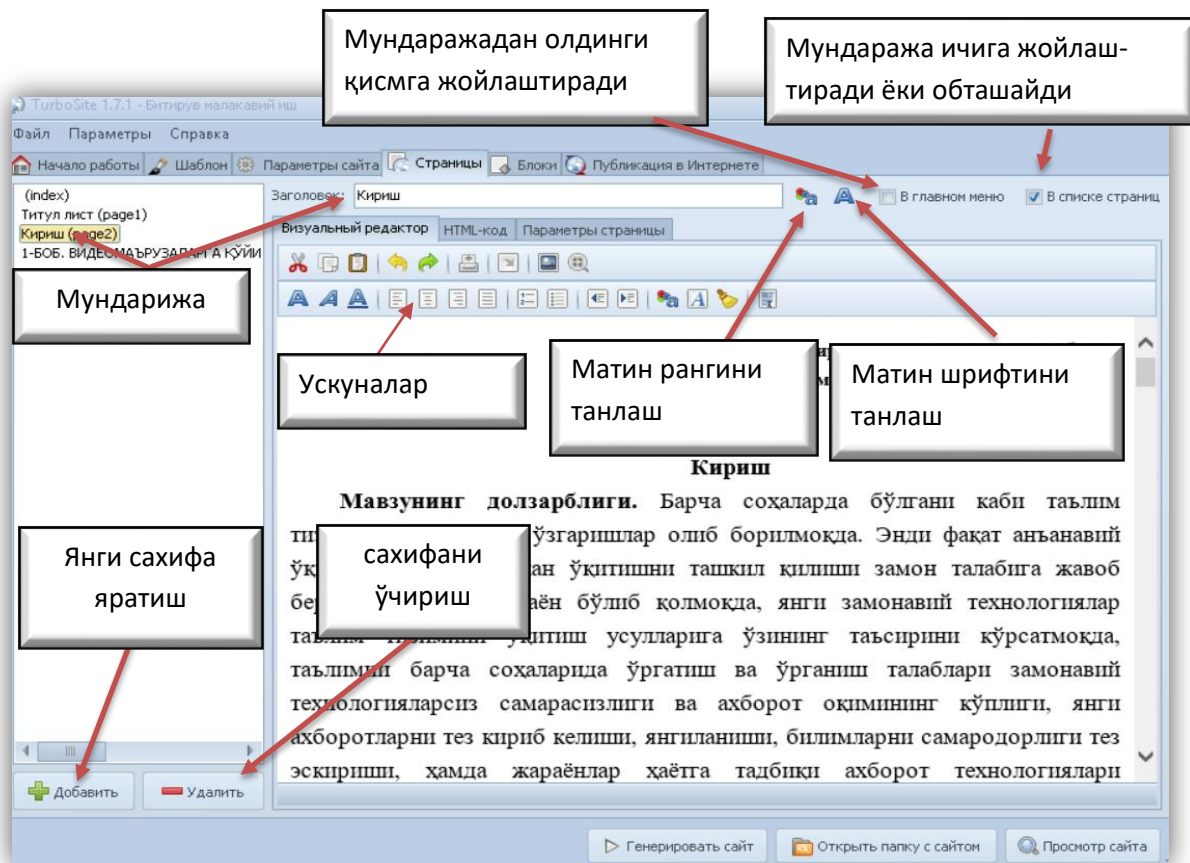 Мундаражадан олдинги
қисмга жойлаштиради
Мундаража ичига жойлаш-
тиради ёки обташайди
TurboSite 1.7.1 - Битирув малакавий иш
Файл Параметры Справка
Начало работы Шаблон Параметры сайта Страницы Блоки Публикация в Интернете
(index)
Титул лист (page1)
Кириш (page2)
1-БОБ. ВИДЕОМАЪРУЗАЛАРГА ҚЎЙИ
Заголовок: Кириш
В главном меню В списке страниц
Визуальный редактор HTML-код Параметры страницы
Мундарижа
Ускуналар
Матин рангини
танлаш
Матин шрифтини
танлаш
Кириш
Мавзунинг долзарблиги. Барча соҳаларда бўлгани каби таълим
ўзгаришлар олиб борилмоқда. Энди фақат анъанавий
ўқитишни ташкил қилиши замон талабига жавоб
бўлиб қолмоқда, янги замонавий технологиялар
ўқитиш усулларига ўзининг таъсирини кўрсатмоқда,
таълимни барча соҳаларида ўргатиш ва ўрганиш талаблари замонавий
технологияларсиз самарасизлиги ва ахборот оқимининг кўплиги, янги
ахборотларни тез кириб келиши, янгиланиши, билимларни самародорлиги тез
эскириши, ҳамда жараёнлар ҳаётга тадбиқи ахборот технологиялари
Янги сахифа
яратиш
сахифани
ўчириш
Добавить Удалить
Генерировать сайт Открыть папку с сайтом Просмотр сайта